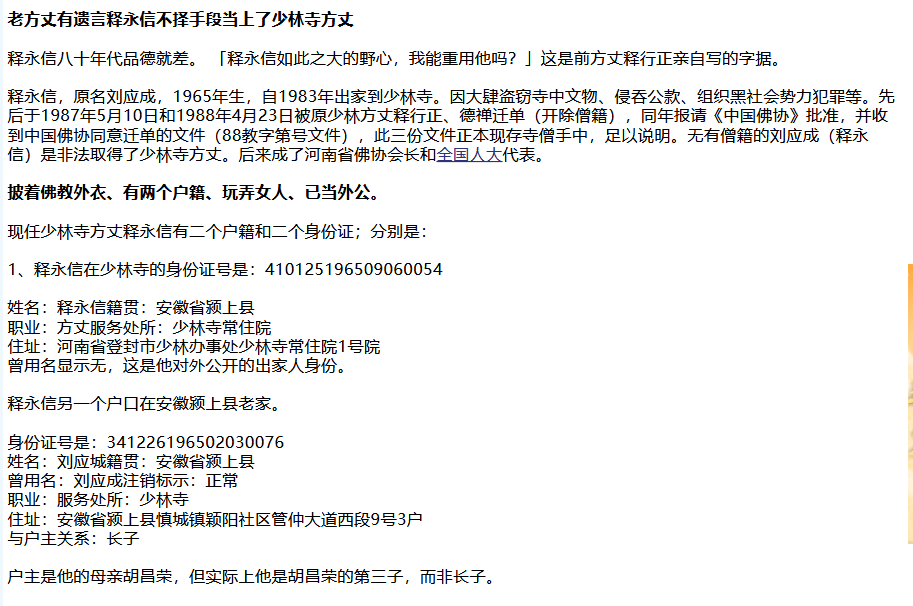 老方丈有遗言释永信不择手段当上了少林寺方丈
释永信八十年代品德就差。 「释永信如此之大的野心，我能重用他吗？」这是前方丈释行正亲自写的字据。
释永信，原名刘应成，1965年生，自1983年出家到少林寺。因大肆盗窃寺中文物、侵吞公款、组织黑社会势力犯罪等。先
后于1987年5月10日和1988年4月23日被原少林方丈释行正、德禅迁单（开除僧籍），同年报请《中国佛协》批准，并收
到中国佛协同意迁单的文件（88教字第号文件），此三份文件正本现存寺僧手中，足以说明。无有僧籍的刘应成（释永
信）是非法取得了少林寺方丈。后来成了河南省佛协会长和全国人大代表。
披着佛教外衣、有两个户籍、玩弄女人、已当外公。
现任少林寺方丈释永信有二个户籍和二个身份证；分别是：
1、释永信在少林寺的身份证号是：410125196509060054
姓名：释永信籍贯：安徽省颍上县
职业：方丈服务处所：少林寺常住院
住址：河南省登封市少林办事处少林寺常住院1号院
曾用名显示无，这是他对外公开的出家人身份。
释永信另一个户口在安徽颍上县老家。
身份证号是：341226196502030076
姓名：刘应城籍贯：安徽省颍上县
曾用名：刘应成注销标示：正常
职业：服务处所：少林寺
住址：安徽省颍上县慎城镇颖阳社区管仲大道西段9号3户
与户主关系：长子
户主是他的母亲胡昌荣，但实际上他是胡昌荣的第三子，而非长子。